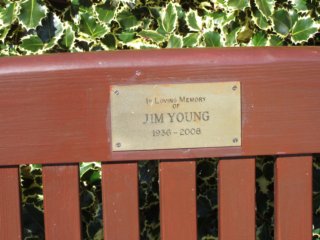 In Loving Memory
OF
JIM YOUNG
1936 - 2008